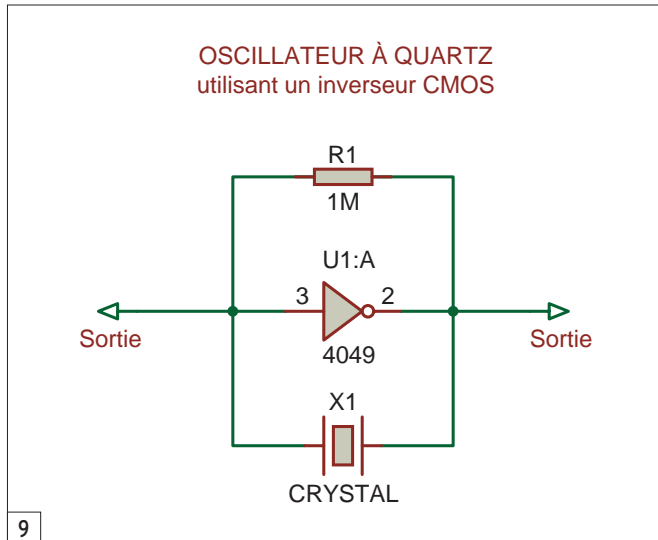 OSCILLATEUR À QUARTZ
utilisant un inverseur CMOS
R1
1M
U1:A
3
2
Sortie
Sortie
4049
X1
CRYSTAL
9